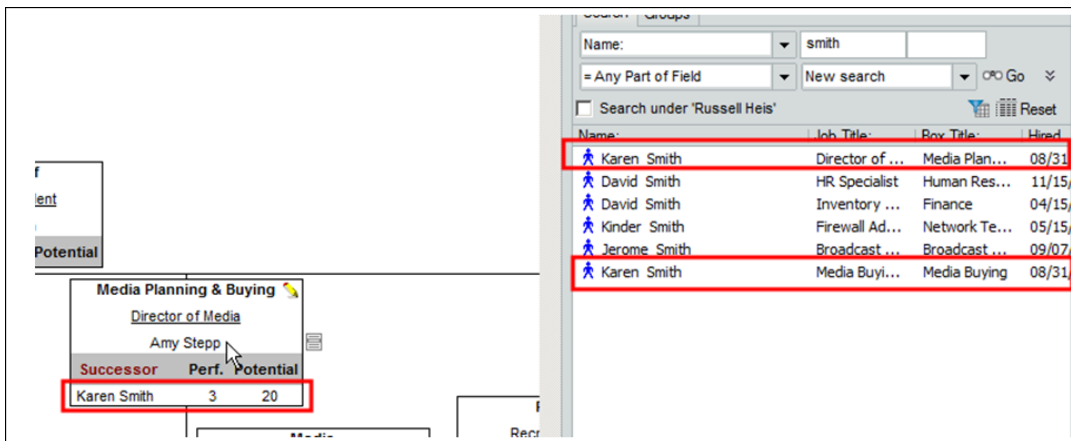 Search Groups
Name: smith
= Any Part of Field New search Go
Search under 'Russell Heis' Reset
Name: Job Title: Box Title: Hired
Karen Smith Director of ... Media Plan... 08/31
David Smith HR Specialist Human Res... 11/15/
David Smith Inventory ... Finance 04/15/
Kinder Smith Firewall Ad... Network Te... 05/15/
Jerome Smith Broadcast ... Broadcast ... 09/07/
Karen Smith Media Buyi... Media Buying 08/31/
Potential
Media Planning & Buying
Director of Media
Amy Stepp
Successor Perf. Potential
Karen Smith 3 20
Media